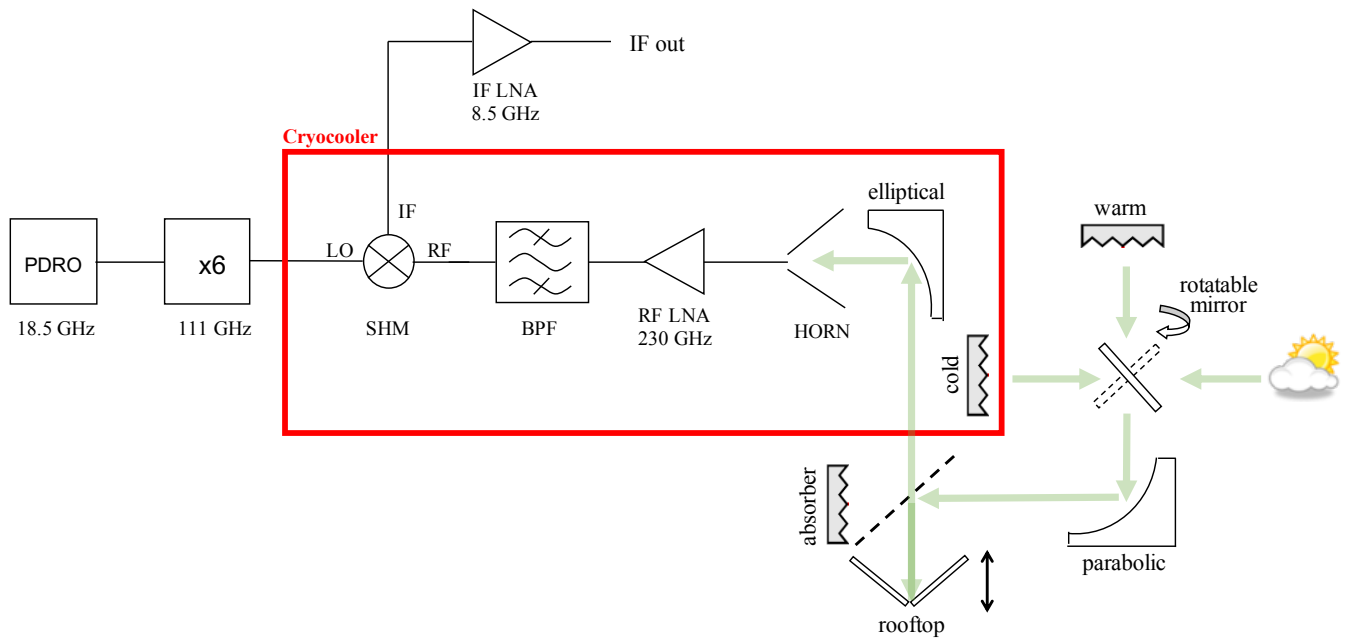 IF out
IF LNA
8.5 GHz
Cryocooler
elliptical
warm
IF
LO
RF
PDRO
x6
rotatable
mirror
18.5 GHz
111 GHz
SHM
BPF
RF LNA
230 GHz
HORN
cold
absorber
parabolic
rooftop